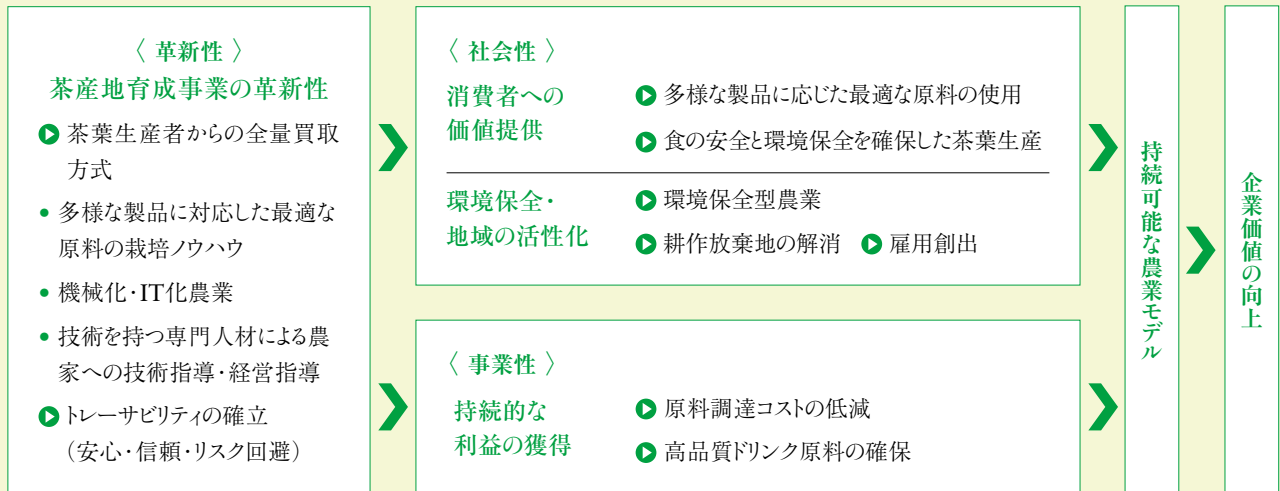 〈 革新性 〉
茶産地育成事業の革新性
茶葉生産者からの全量買取
方式
• 多様な製品に対応した最適な
原料の栽培ノウハウ
• 機械化・IT化農業
• 技術を持つ専門人材による農
家への技術指導・経営指導
トレーサビリティの確立
（安心・信頼・リスク回避）
〈 社会性 〉
消費者への
価値提供
多様な製品に応じた最適な原料の使用
食の安全と環境保全を確保した茶葉生産
環境保全・
地域の活性化
環境保全型農業
耕作放棄地の解消 雇用創出
〈 事業性 〉
持続的な
利益の獲得
原料調達コストの低減
高品質ドリンク原料の確保
持続可能な農業モデル
企業価値の向上